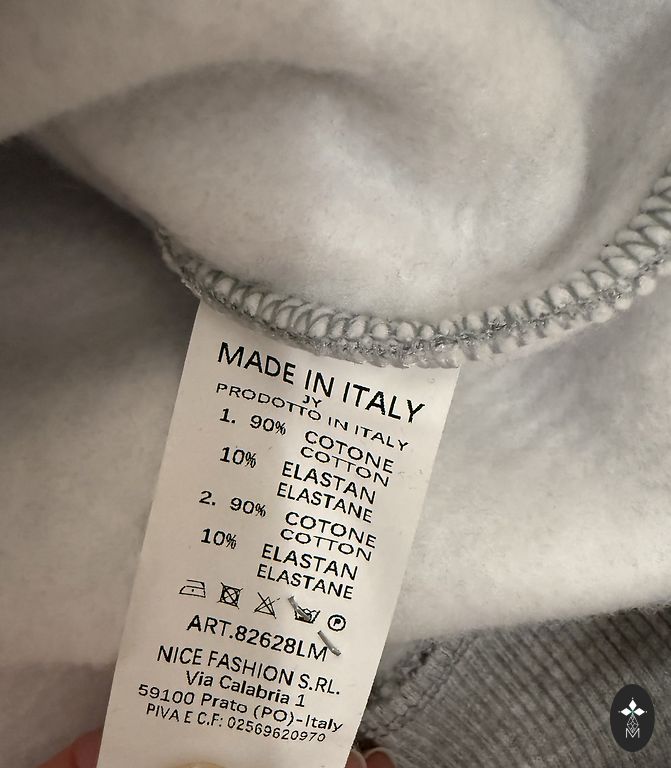 MADE IN ITALY
JY
PRODOTTO IN ITALY
1. 90% COTONE
COTTON
10% ELASTAN
ELASTANE
2. 90% COTONE
COTTON
10% ELASTAN
ELASTANE
P
ART.82628LM
NICE FASHION S.RL.
Via Calabria 1
59100 Prato (PO)-Italy
PIVA E C.F: 02569620970
M